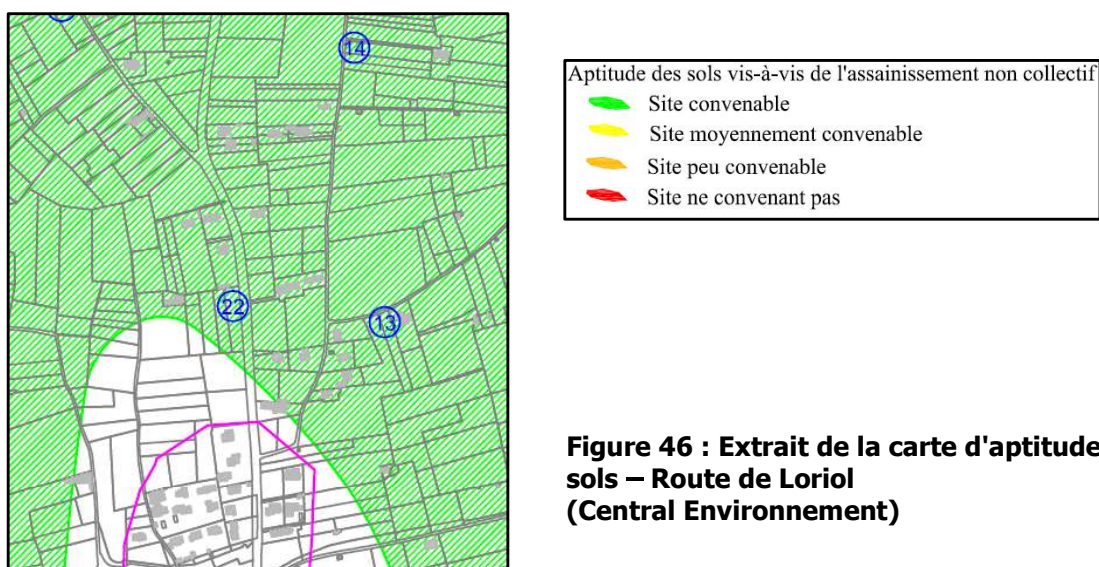 14
22
13
Aptitude des sols vis-à-vis de l'assainissement non collectif
Site convenable
Site moyennement convenable
Site peu convenable
Site ne convenant pas
Figure 46 : Extrait de la carte d'aptitude
sols – Route de Loriol
(Central Environnement)